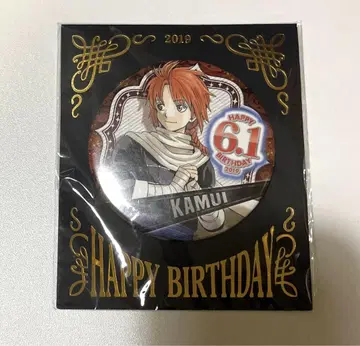 2019
HAPPY
6.1
BIRTHDAY
2019
KAMUI
HAPPY BIRTHDAY